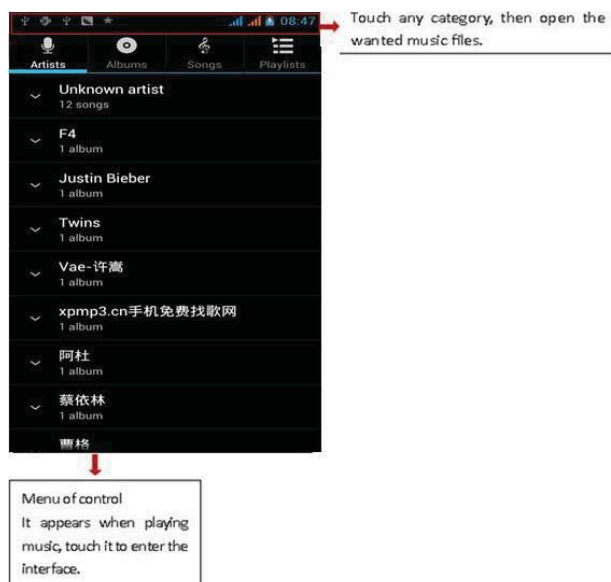 08:47
Touch any category, then open the
wanted music files.
Artists Albums Songs Playlists
Unknown artist
12 songs
F4
1 album
Justin Bieber
1 album
Twins
1 album
Vae-许嵩
1 album
xpmp3.cn手机免费找歌网
1 album
阿杜
1 album
蔡依林
1 album
曹格
Menu of control
It appears when playing
music, touch it to enter the
interface.